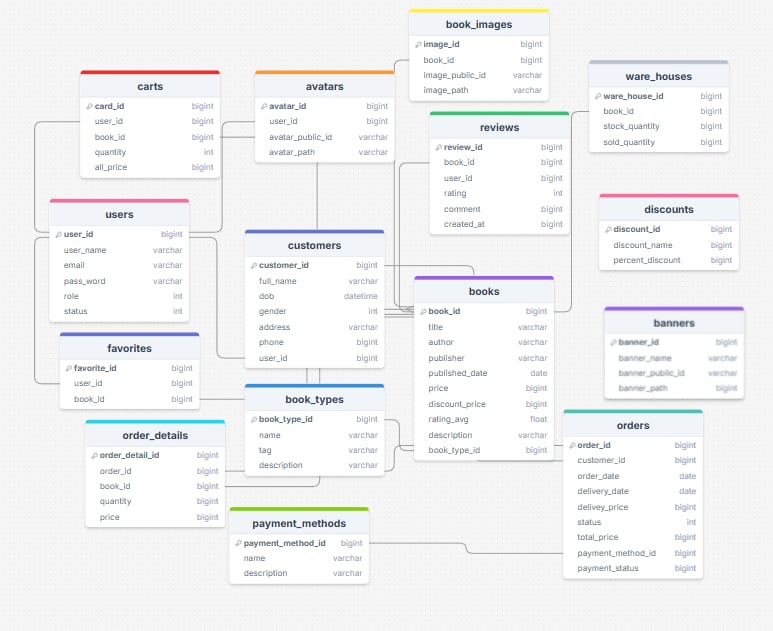 book_images
image_id bigint
book_id bigint
image_public_id varchar
image_path varchar
carts
card_id bigint
user_id bigint
book_id bigint
quantity int
all_price bigint
avatars
avatar_id bigint
user_id bigint
avatar_public_id varchar
avatar_path varchar
ware_houses
ware_house_id bigint
book_id bigint
stock_quantity bigint
sold_quantity bigint
reviews
review_id bigint
book_id bigint
user_id bigint
rating int
comment bigint
created_at bigint
users
user_id bigint
user_name varchar
email varchar
pass_word varchar
role int
status int
discounts
discount_id bigint
discount_name bigint
percent_discount bigint
customers
customer_id bigint
full_name varchar
dob datetime
gender int
address varchar
phone bigint
user_id bigint
books
book_id bigint
title varchar
author varchar
publisher varchar
published_date date
price bigint
discount_price bigint
rating_avg float
description varchar
book_type_id bigint
banners
banner_id bigint
banner_name varchar
banner_public_id varchar
banner_path bigint
favorites
favorite_id bigint
user_id bigint
book_id bigint
book_types
book_type_id bigint
name varchar
tag varchar
description varchar
order_details
order_detail_id bigint
order_id bigint
book_id bigint
quantity bigint
price bigint
orders
order_id bigint
customer_id bigint
order_date date
delivery_date date
delivey_price bigint
status int
total_price bigint
payment_method_id bigint
payment_status bigint
payment_methods
payment_method_id bigint
name varchar
description varchar